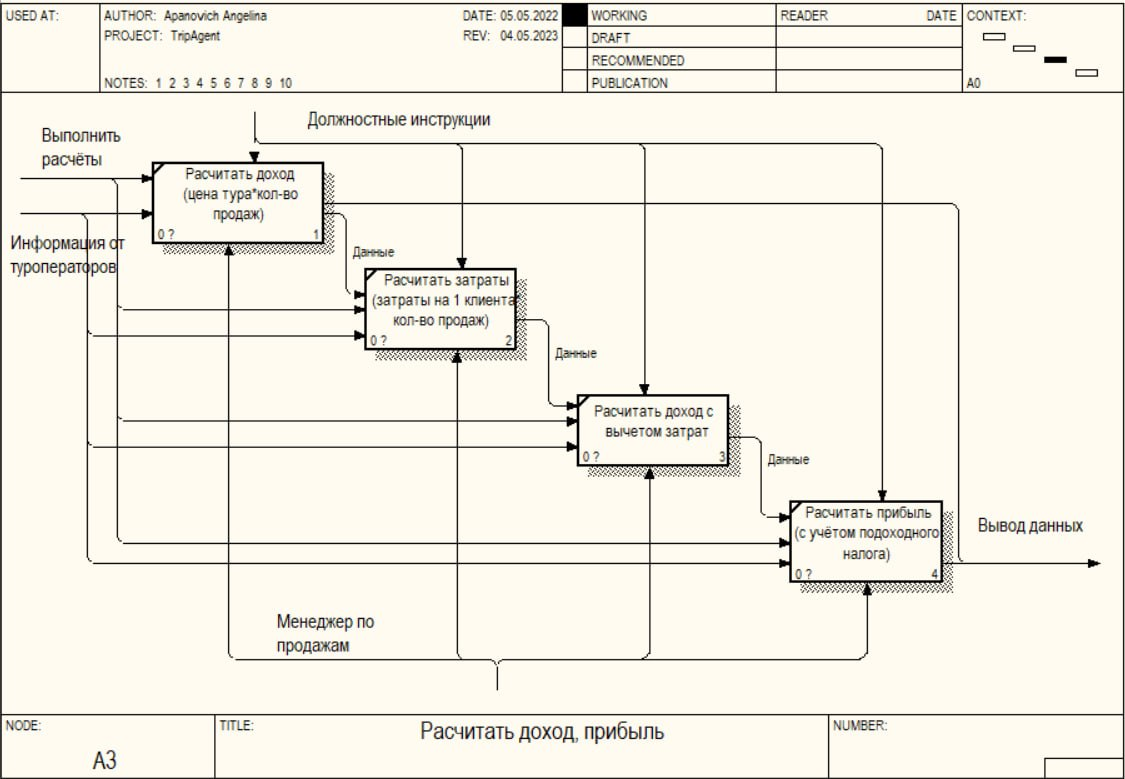 USED AT:
AUTHOR: Apanovich Angelina
DATE: 05.05.2022
WORKING
READER
DATE
CONTEXT:
PROJECT: TripAgent
REV: 04.05.2023
DRAFT
RECOMMENDED
NOTES: 1 2 3 4 5 6 7 8 9 10
PUBLICATION
A0
Должностные инструкции
Выполнить
расчёты
Расчитать доход
(цена тура*кол-во
продаж)
0 ?
1
Информация от
туроператоров
Данные
Расчитать затраты
(затраты на 1 клиента*
кол-во продаж)
0 ?
2
Данные
Расчитать доход с
вычетом затрат
0 ?
3
Данные
Расчитать прибыль
(с учётом подоходного
налога)
0 ?
4
Вывод данных
Менеджер по
продажам
NODE:
A3
TITLE:
Расчитать доход, прибыль
NUMBER: